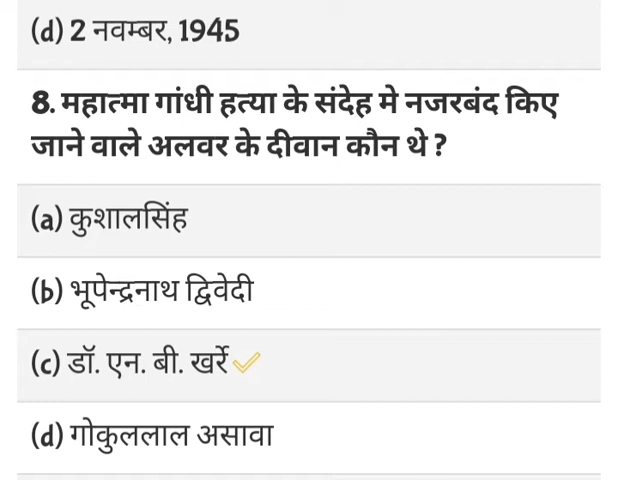 (d) 2 नवम्बर, 1945
8. महात्मा गांधी हत्या के संदेह मे नजरबंद किए
जाने वाले अलवर के दीवान कौन थे ?
(a) कुशालसिंह
(b) भूपेन्द्रनाथ द्विवेदी
(c) डॉ. एन. बी. खर्रे
(d) गोकुललाल असावा